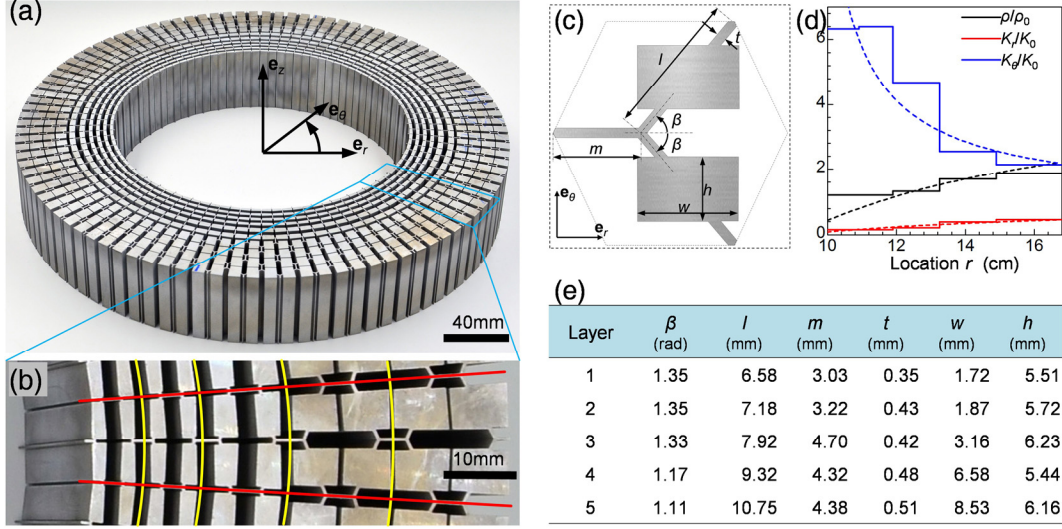 (a)
e_z
e_θ
e_r
40mm
(b)
10mm
(c)
l
t
β
β
m
h
w
e_θ
e_r
(d)
ρ/ρ₀
K_r/K₀
K_θ/K₀
6
4
2
0
10 12 14 16
Location r (cm)
(e)
Layer β l m t w h
(rad) (mm) (mm) (mm) (mm) (mm)
1 1.35 6.58 3.03 0.35 1.72 5.51
2 1.35 7.18 3.22 0.43 1.87 5.72
3 1.33 7.92 4.70 0.42 3.16 6.23
4 1.17 9.32 4.32 0.48 6.58 5.44
5 1.11 10.75 4.38 0.51 8.53 6.16